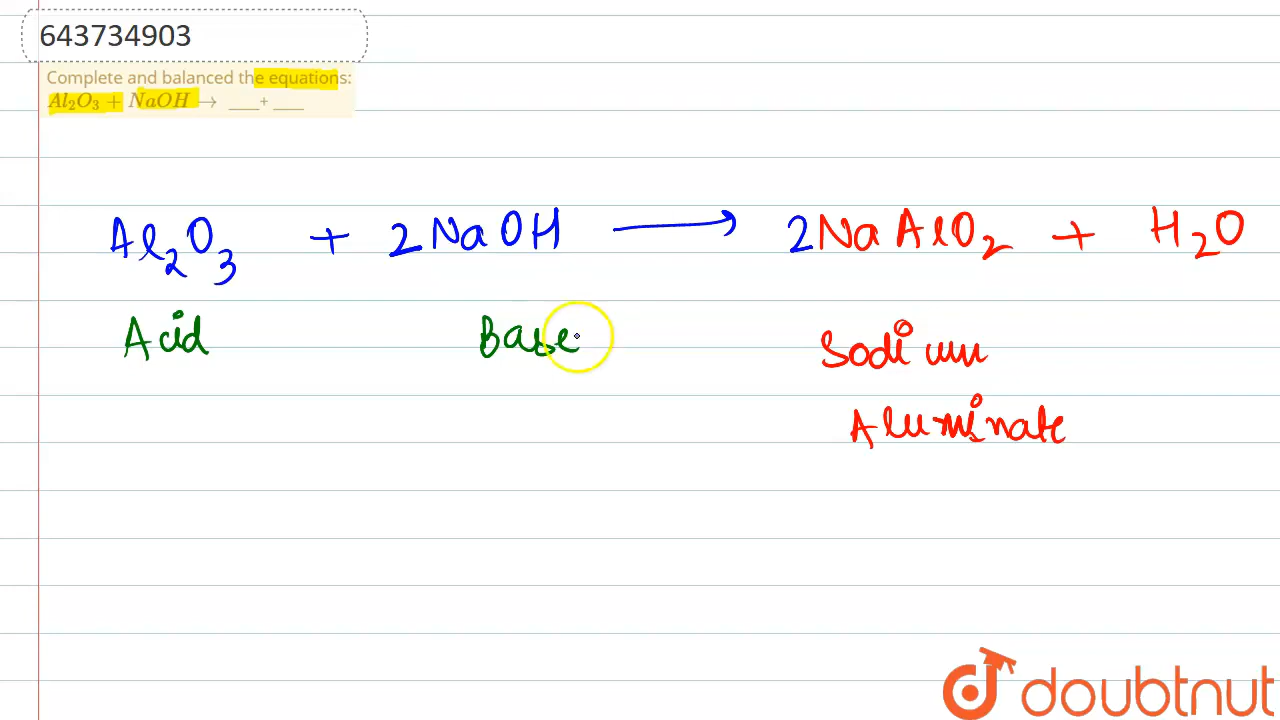 643734903
Complete and balanced the equations:
Al₂O₃ + NaOH → ___+ ___
Al₂O₃ + 2NaOH → 2NaAlO₂ + H₂O
Acid Base Sodium
Aluminate
doubtnut